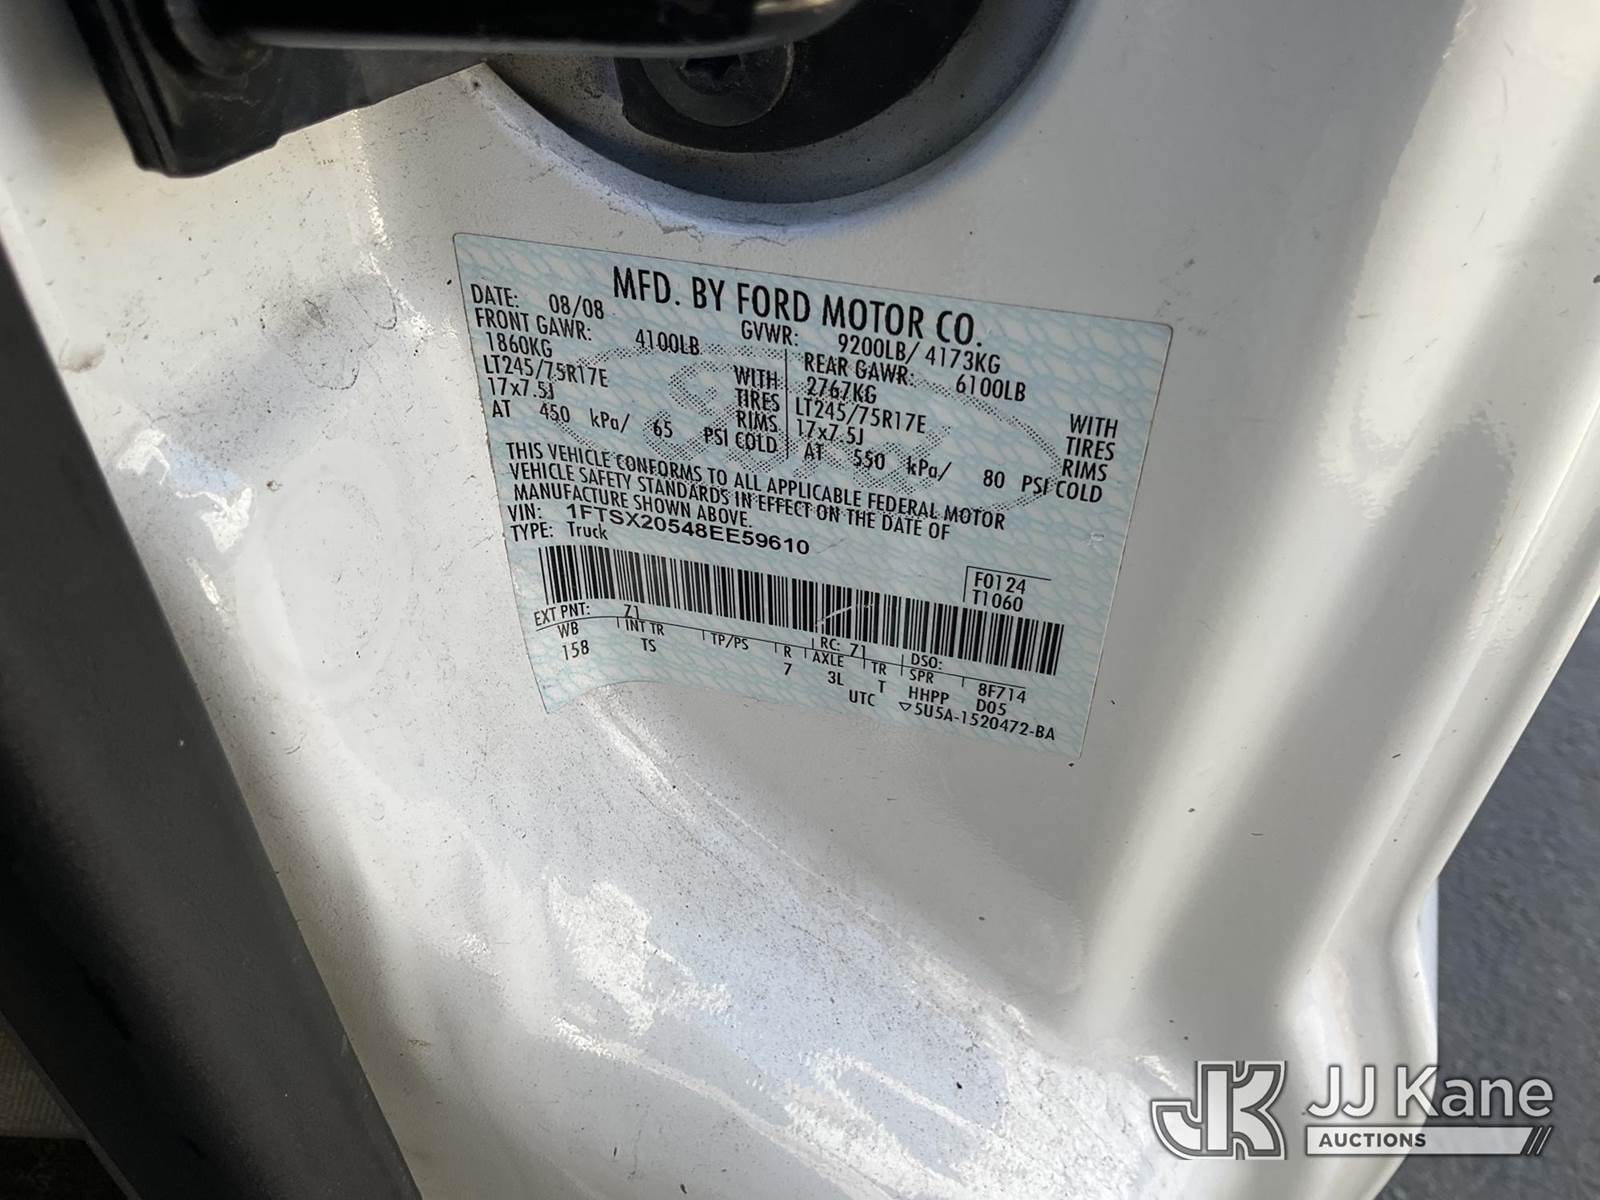 MFD. BY FORD MOTOR CO.
DATE: 08/08 GVWR: 9200LB/ 4173KG
FRONT GAWR: 4100LB REAR GAWR: 6100LB
1860KG WITH 2767KG WITH
LT245/75R17E TIRES LT245/75R17E TIRES
17x7.5J RIMS 17x7.5J RIMS
AT 450 kPa/ 65 PSI COLD AT 550 kPa/ 80 PSI COLD
THIS VEHICLE CONFORMS TO ALL APPLICABLE FEDERAL MOTOR
VEHICLE SAFETY STANDARDS IN EFFECT ON THE DATE OF
MANUFACTURE SHOWN ABOVE.
VIN: 1FTSX20548EE59610
TYPE: Truck
F0124
T1060
EXT PNT: Z1 RC: 71 DSO:
WB INT TR TP/PS R AXLE TR SPR 8F714
158 TS 7 3L T HHPP D05
UTC ▽5U5A-1520472-BA
JK JJ Kane
AUCTIONS